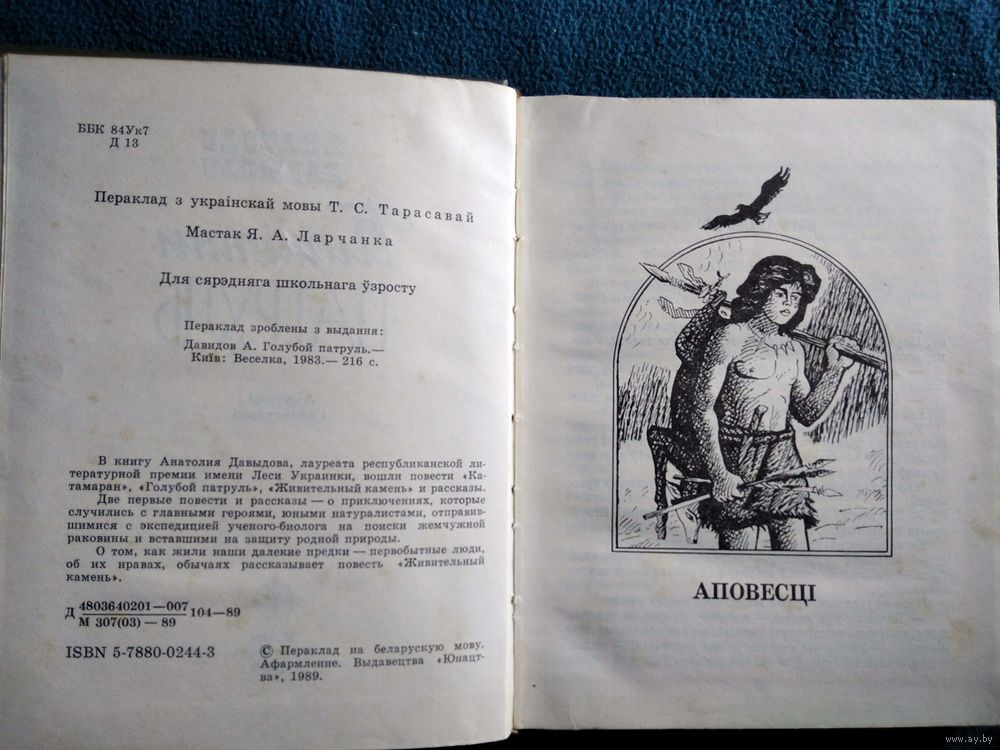 ББК 84Ук7
Д 13
Пераклад з украінскай мовы Т. С. Тарасавай
Мастак Я. А. Ларчанка
Для сярэдняга школьнага ўзросту
Пераклад зроблены з выдання:
Давидов А. Голубой патруль.—
Київ: Веселка, 1983.— 216 с.
В книгу Анатолия Давыдова, лауреата республиканской ли-
тературной премии имени Леси Украинки, вошли повести «Ка-
тамаран», «Голубой патруль», «Живительный камень» и рассказы.
Две первые повести и рассказы — о приключениях, которые
случились с главными героями, юными натуралистами, отправив-
шимися с экспедицией ученого-биолога на поиски жемчужной
раковины и вставшими на защиту родной природы.
О том, как жили наши далекие предки — первобытные люди,
об их нравах, обычаях рассказывает повесть «Живительный
камень».
Д 4803640201—007 104—89
М 307(03) — 89
ISBN 5-7880-0244-3
© Пераклад на беларускую мову.
Афармленне. Выдавецтва «Юнацт-
ва», 1989.
АПОВЕСЦІ
www.ay.by